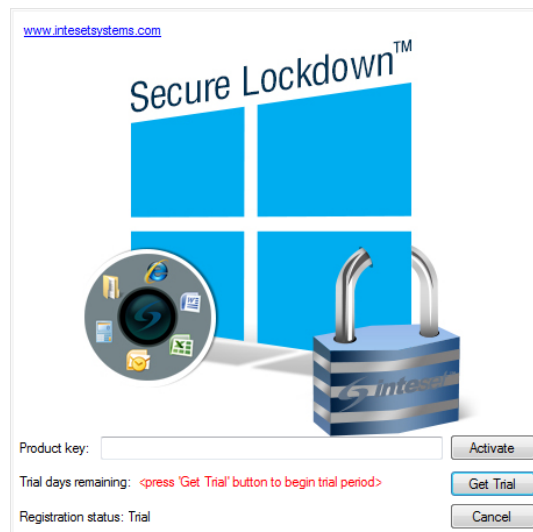 www.intesetsystems.com
Secure Lockdown™
inteset™
Product key:
Activate
Trial days remaining: <press 'Get Trial' button to begin trial period>
Get Trial
Registration status: Trial
Cancel